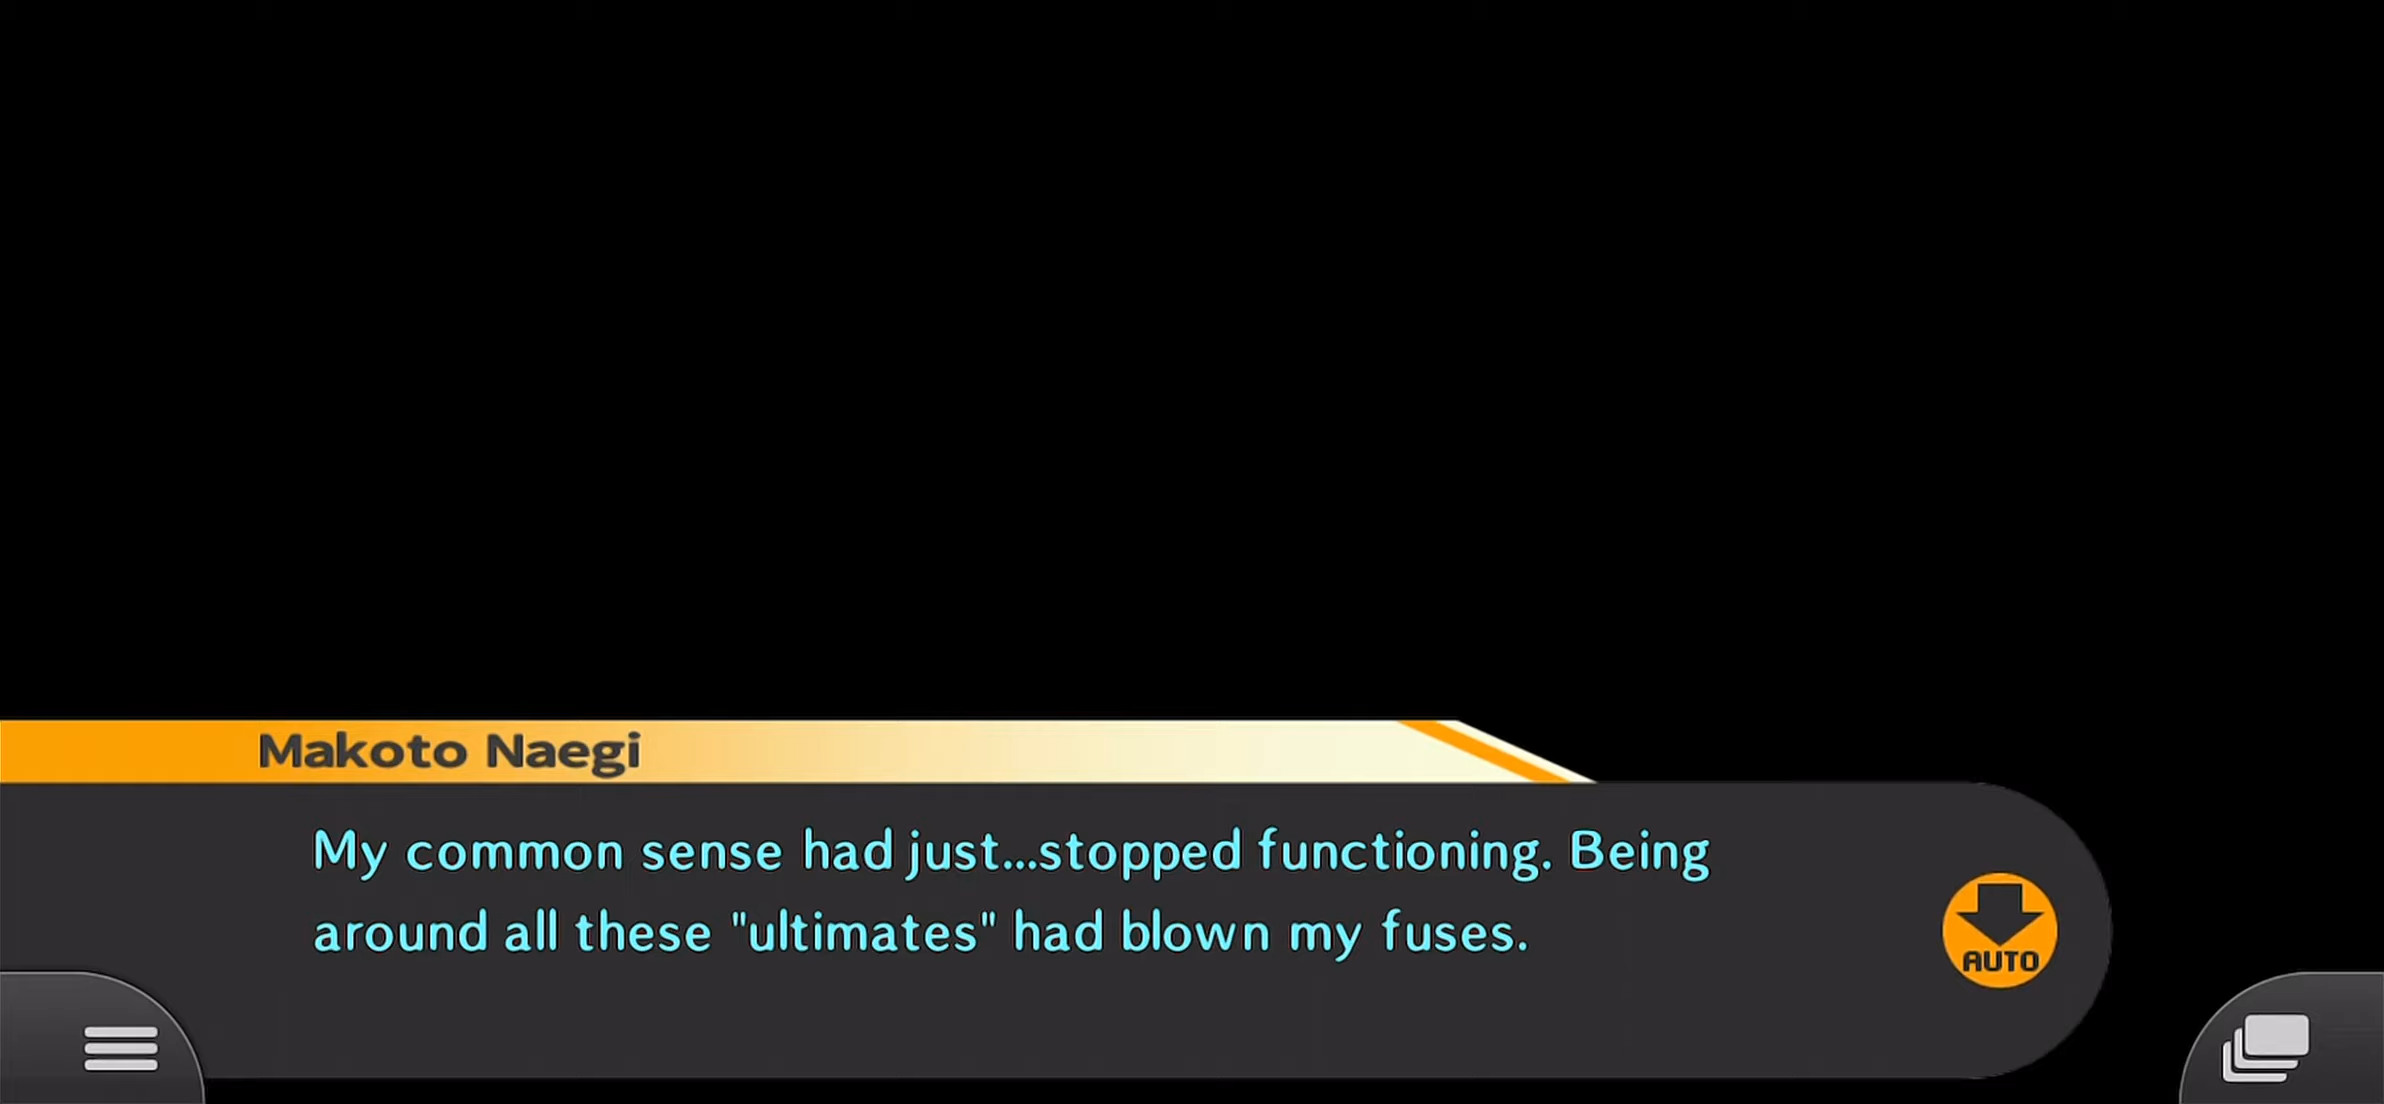 Makoto Naegi
My common sense had just...stopped functioning. Being
around all these "ultimates" had blown my fuses.
AUTO